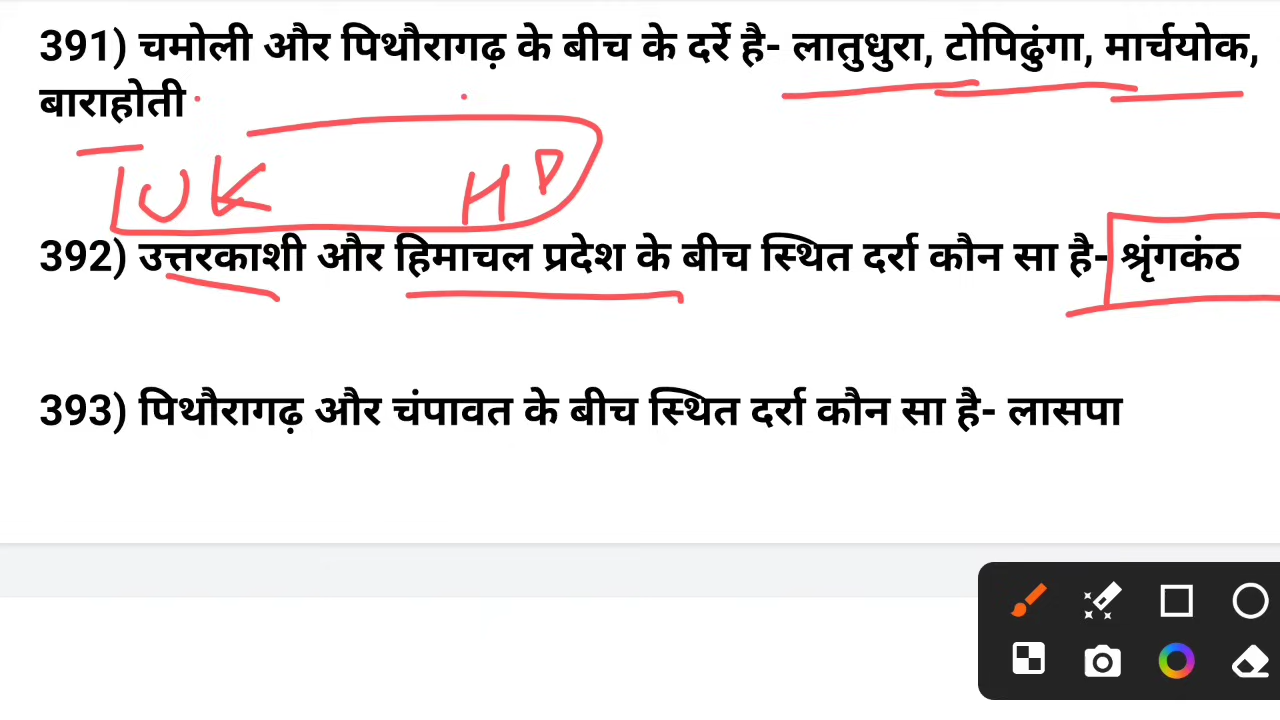 391) चमोली और पिथौरागढ़ के बीच के दर्रे है- लातुधुरा, टोपिढुंगा, मार्चयोक,
बाराहोती
UK HP
392) उत्तरकाशी और हिमाचल प्रदेश के बीच स्थित दर्रा कौन सा है- श्रृंगकंठ
393) पिथौरागढ़ और चंपावत के बीच स्थित दर्रा कौन सा है- लासपा